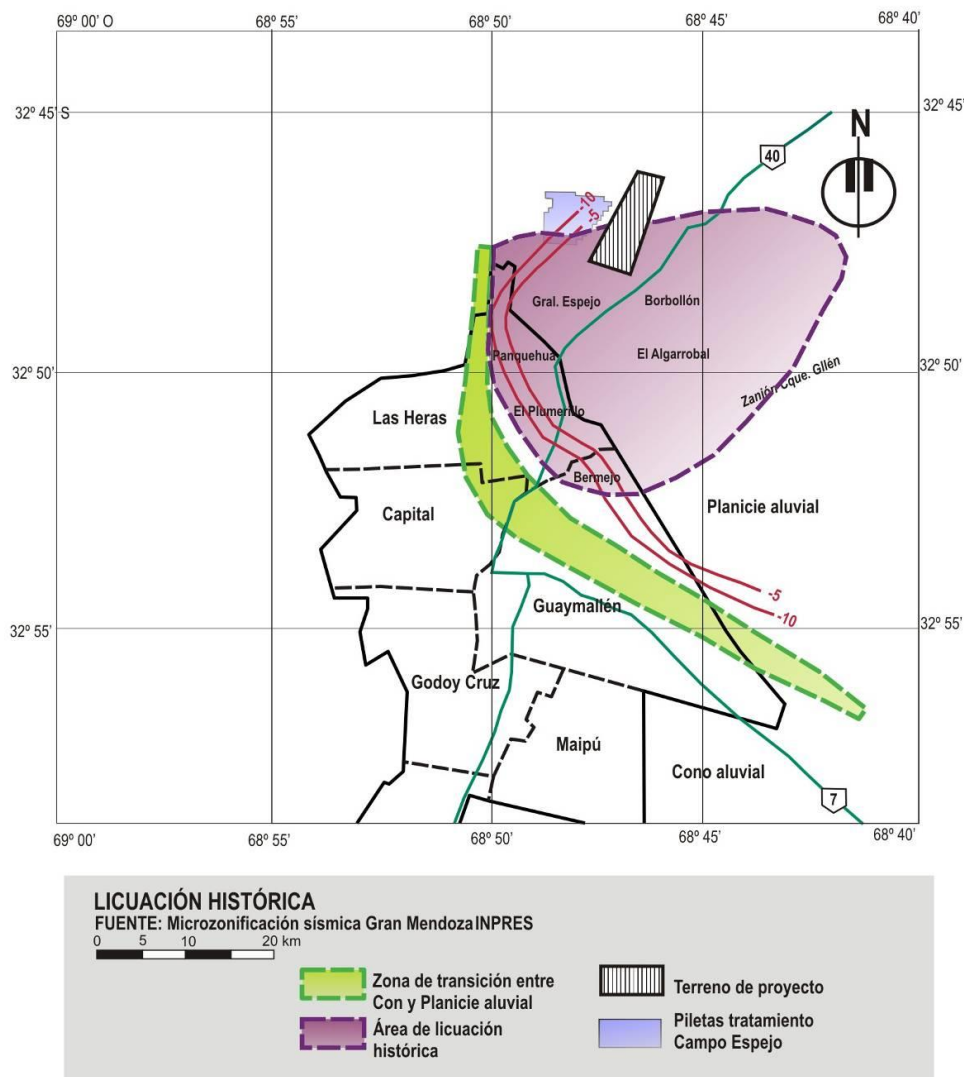 69º 00' O
68º 55'
68º 50'
68º 45'
68º 40'
32º 45' S
32º 45'
N
40
-10
-5
Gral. Espejo
Borbollón
Panquehua
El Algarrobal
32º 50'
32º 50'
Zanjón Cque. Gllén
Las Heras
El Plumerillo
Bermejo
Capital
Planicie aluvial
-5
-10
Guaymallén
32º 55'
32º 55'
Godoy Cruz
Maipú
Cono aluvial
7
69º 00'
68º 55'
68º 50'
68º 45'
68º 40'
LICUACIÓN HISTÓRICA
FUENTE: Microzonificación sísmica Gran Mendoza INPRES
0 5 10 20 km
Zona de transición entre
Con y Planicie aluvial
Terreno de proyecto
Área de licuación
histórica
Piletas tratamiento
Campo Espejo